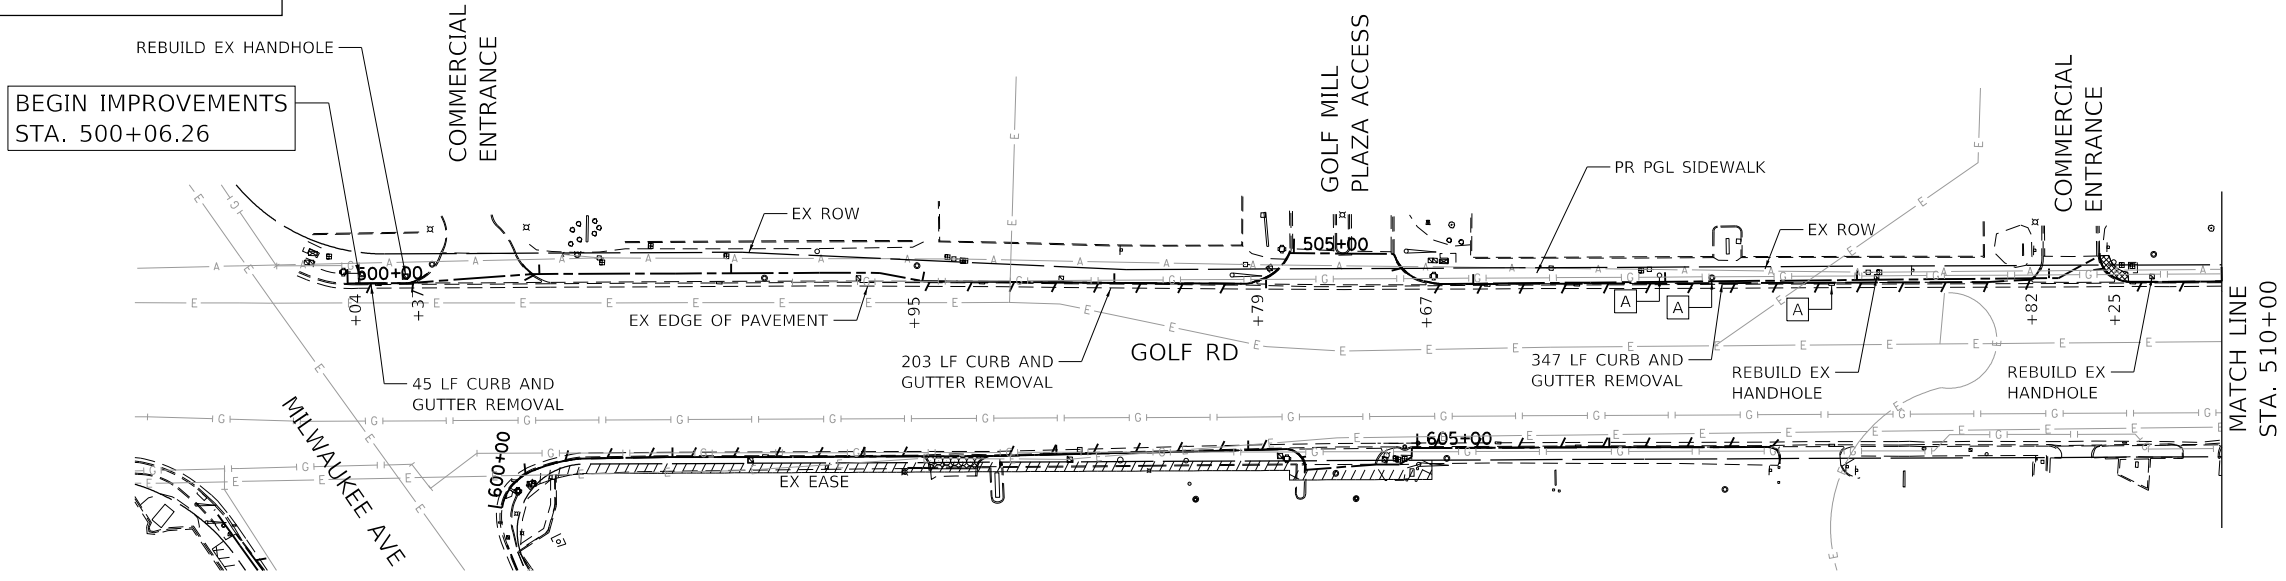 REBUILD EX HANDHOLE
BEGIN IMPROVEMENTS
STA. 500+06.26
COMMERCIAL
ENTRANCE
GOLF MILL
PLAZA ACCESS
COMMERCIAL
ENTRANCE
PR PGL SIDEWALK
EX ROW
EX ROW
500+00
505+00
+04
+37
+95
+79
+67
+82
+25
A
A
A
EX EDGE OF PAVEMENT
GOLF RD
203 LF CURB AND
GUTTER REMOVAL
45 LF CURB AND
GUTTER REMOVAL
347 LF CURB AND
GUTTER REMOVAL
REBUILD EX
HANDHOLE
REBUILD EX
HANDHOLE
MATCH LINE
STA. 510+00
MILWAUKEE AVE
600+00
605+00
EX EASE